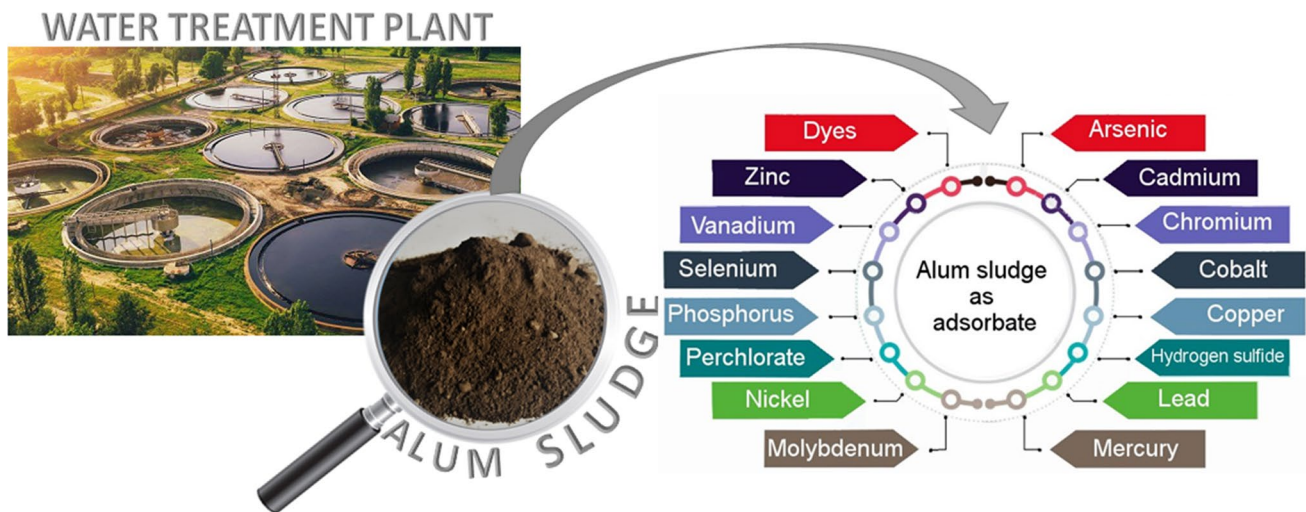 WATER TREATMENT PLANT
ALUM SLUDGE
Dyes
Zinc
Vanadium
Selenium
Phosphorus
Perchlorate
Nickel
Molybdenum
Alum sludge
as
adsorbate
Arsenic
Cadmium
Chromium
Cobalt
Copper
Hydrogen sulfide
Lead
Mercury